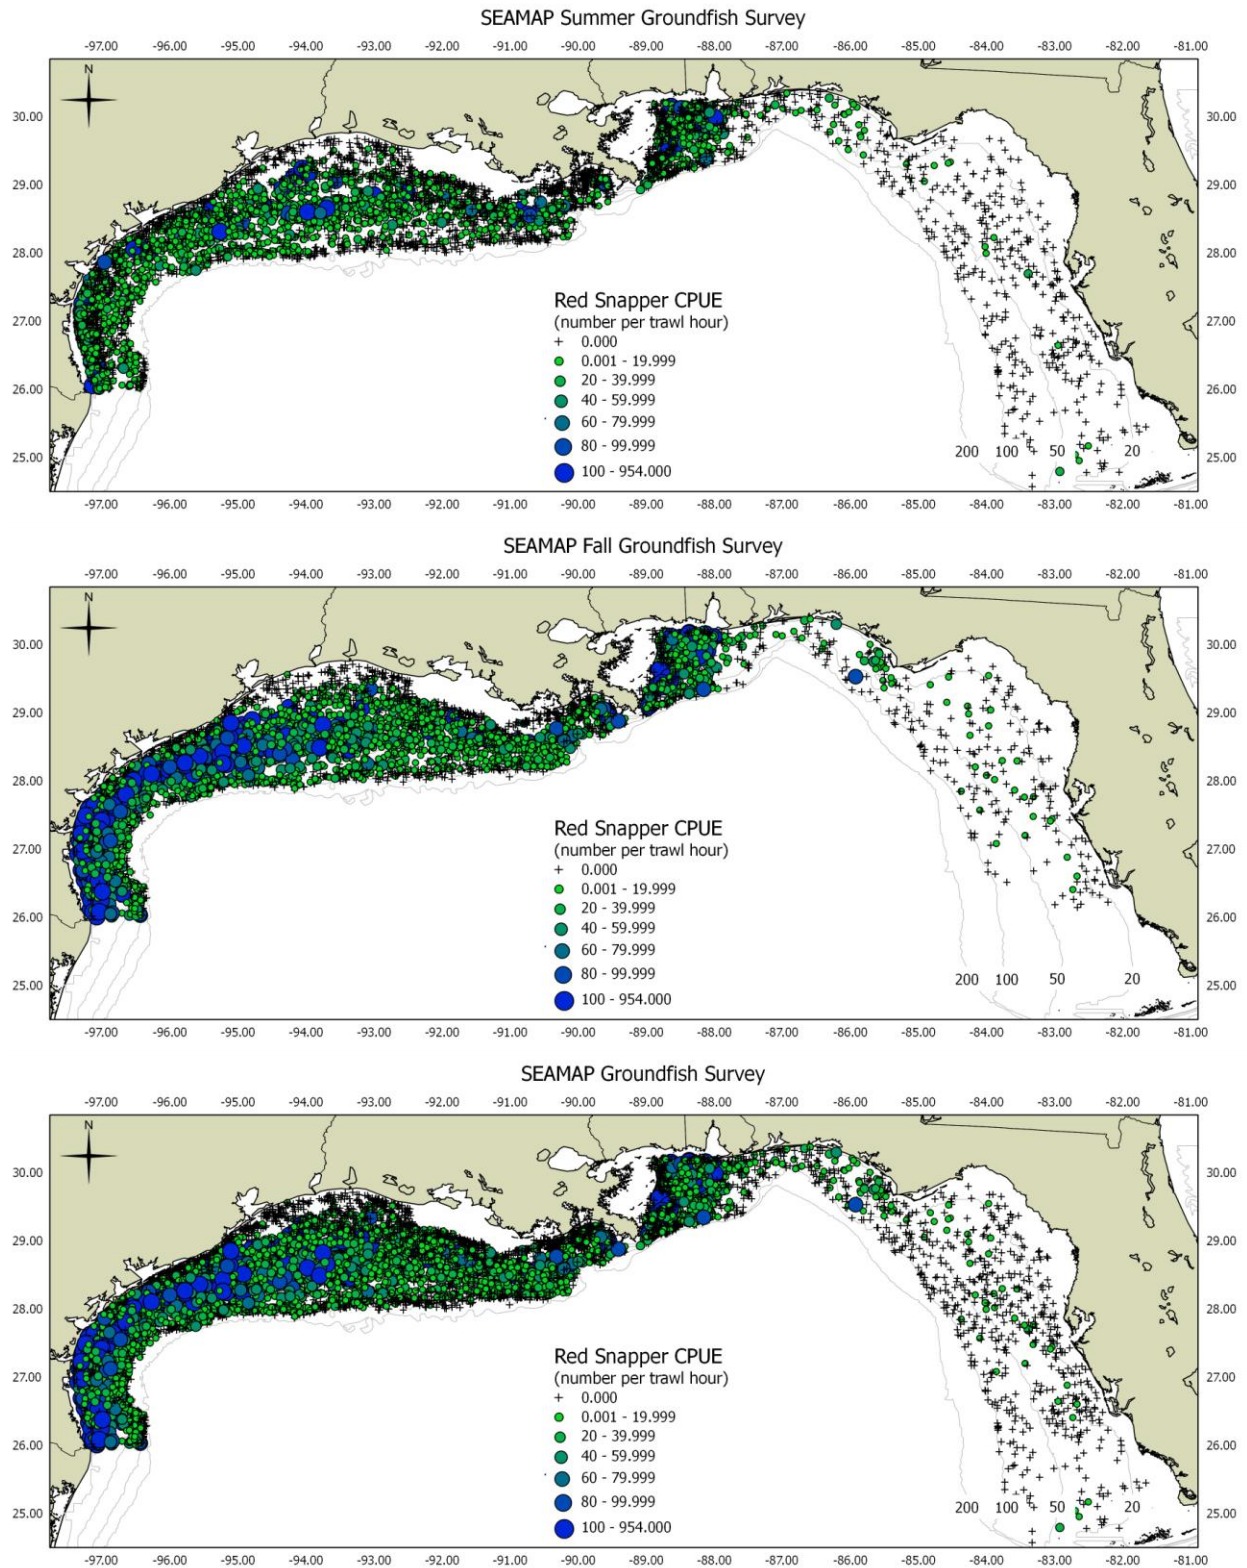 SEAMAP Summer Groundfish Survey
-97.00 -96.00 -95.00 -94.00 -93.00 -92.00 -91.00 -90.00 -89.00 -88.00 -87.00 -86.00 -85.00 -84.00 -83.00 -82.00 -81.00
N
30.00 30.00
29.00 29.00
28.00 28.00
Red Snapper CPUE
(number per trawl hour)
27.00 27.00
0.000
0.001 - 19.999
26.00 20 - 39.999 26.00
40 - 59.999
60 - 79.999
80 - 99.999
25.00 200 100 50 20 25.00
100 - 954.000
-97.00 -96.00 -95.00 -94.00 -93.00 -92.00 -91.00 -90.00 -89.00 -88.00 -87.00 -86.00 -85.00 -84.00 -83.00 -82.00 -81.00
SEAMAP Fall Groundfish Survey
-97.00 -96.00 -95.00 -94.00 -93.00 -92.00 -91.00 -90.00 -89.00 -88.00 -87.00 -86.00 -85.00 -84.00 -83.00 -82.00 -81.00
N
30.00 30.00
29.00 29.00
28.00 28.00
Red Snapper CPUE
(number per trawl hour)
27.00 27.00
0.000
0.001 - 19.999
26.00 20 - 39.999 26.00
40 - 59.999
60 - 79.999
80 - 99.999
25.00 200 100 50 20 25.00
100 - 954.000
-97.00 -96.00 -95.00 -94.00 -93.00 -92.00 -91.00 -90.00 -89.00 -88.00 -87.00 -86.00 -85.00 -84.00 -83.00 -82.00 -81.00
SEAMAP Groundfish Survey
-97.00 -96.00 -95.00 -94.00 -93.00 -92.00 -91.00 -90.00 -89.00 -88.00 -87.00 -86.00 -85.00 -84.00 -83.00 -82.00 -81.00
N
30.00 30.00
29.00 29.00
28.00 28.00
Red Snapper CPUE
(number per trawl hour)
27.00 27.00
0.000
0.001 - 19.999
26.00 20 - 39.999 26.00
40 - 59.999
60 - 79.999
80 - 99.999
25.00 200 100 50 20 25.00
100 - 954.000
-97.00 -96.00 -95.00 -94.00 -93.00 -92.00 -91.00 -90.00 -89.00 -88.00 -87.00 -86.00 -85.00 -84.00 -83.00 -82.00 -81.00